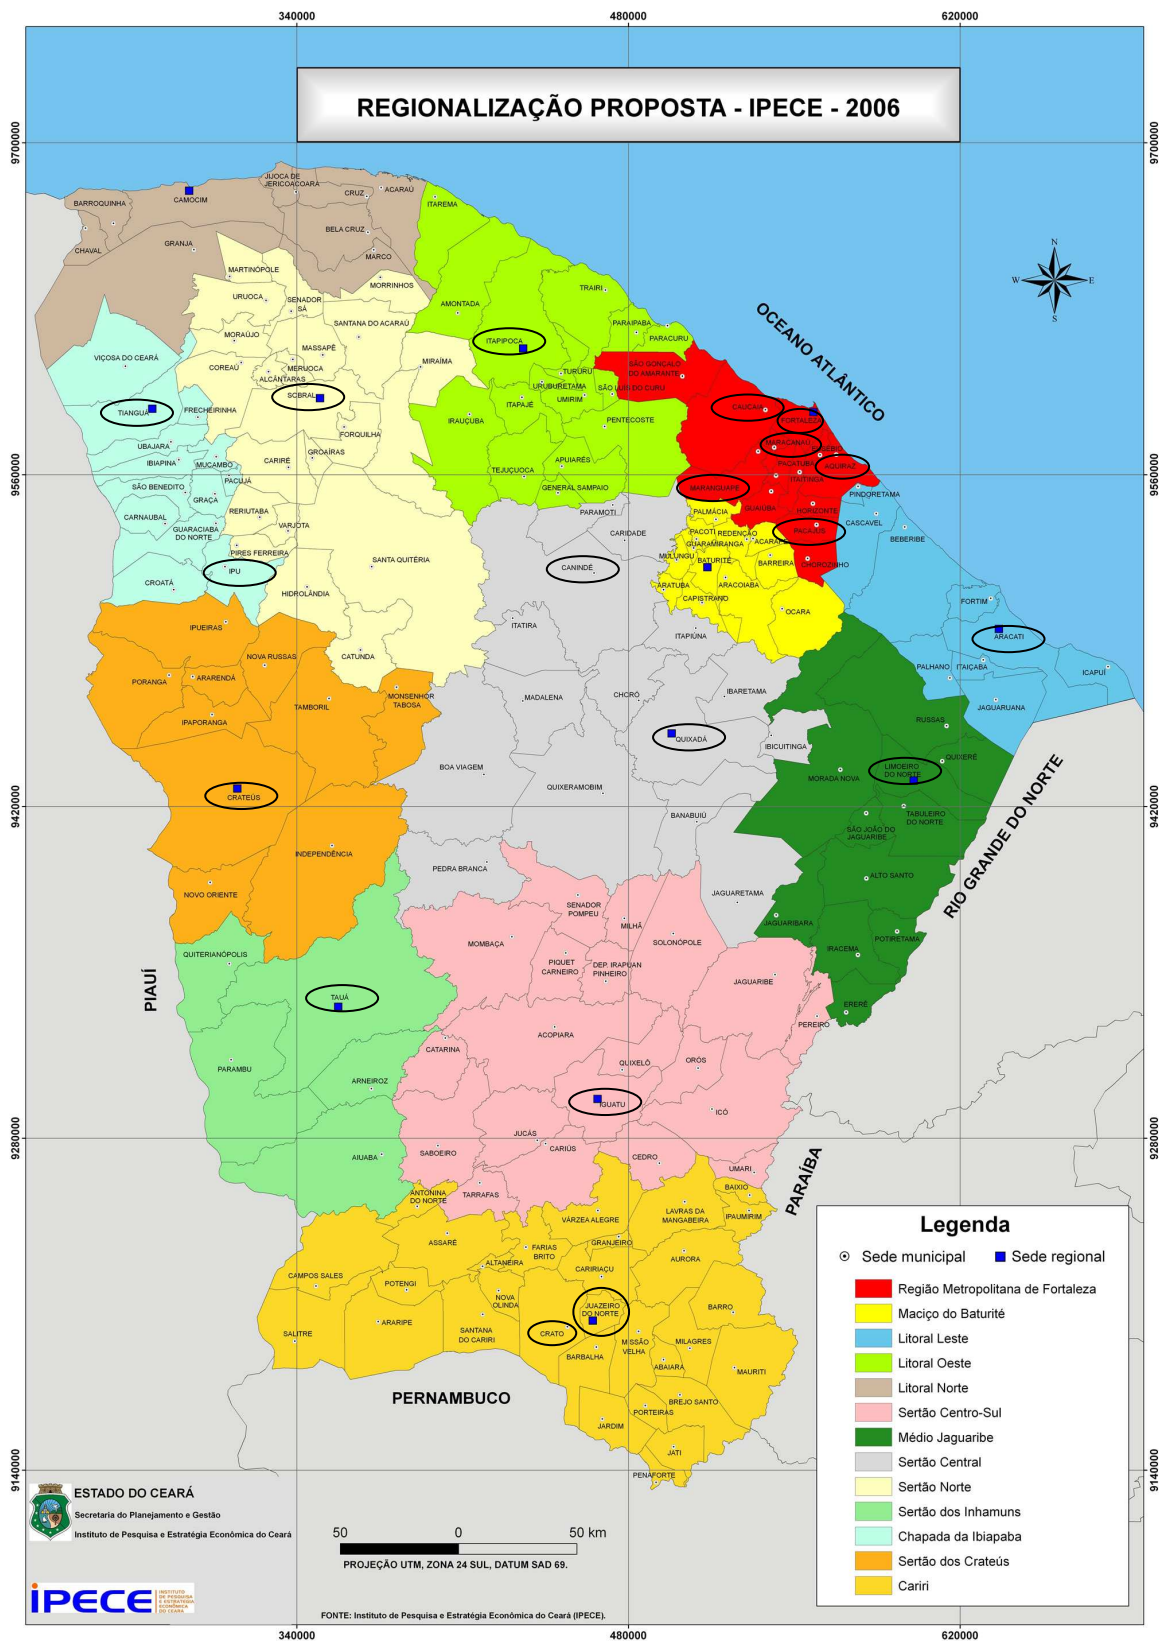 340000
480000
620000
REGIONALIZAÇÃO PROPOSTA - IPECE - 2006
9700000
9700000
JIJOCA DE
JERICOACOARÁ
CAMOCIM
CRUZ
ACARAÚ
BARROQUINHA
ITAREMA
BELA CRUZ
CHAVAL
GRANJA
MARCO
N
W
E
S
MARTINÓPOLE
MORRINHOS
URUOCA
SENADOR
SÁ
TRAIRI
AMONTADA
OCEANO ATLÂNTICO
SANTANA DO ACARAÚ
PARAIPABA
PARACURU
MORAÚJO
ITAPIPOCA
MASSAPÊ
VIÇOSA DO CEARÁ
COREAÚ
MERUOCA
MIRAÍMA
SÃO GONÇALO
DO AMARANTE
ALCÂNTARAS
TURURU
URUBURETAMA
SÃO LUÍS DO CURU
SOBRAL
ITAPAJÉ
UMIRIM
CAUCAIA
TIANGUÁ
FRECHEIRINHA
IRAUÇUBA
PENTECOSTE
FORTALEZA
FORQUILHA
UBAJARA
MARACANAÚ
EUSÉBIO
IBIAPINA
MUCAMBO
CARIRÉ
GROAÍRAS
APUIARÉS
TEJUÇUOCA
PACATUBA
AQUIRAZ
9560000
9560000
PACUJÁ
ITAITINGA
SÃO BENEDITO
GRAÇA
GENERAL SAMPAIO
MARANGUAPE
PINDORETAMA
RERIUTABA
PARAMOTI
PALMÁCIA
GUAIÚBA
HORIZONTE
CARNAUBAL
GUARACIABA
DO NORTE
VARJOTA
CARIDADE
PACOTI
REDENÇÃO
PACAJUS
CASCAVEL
BEBERIBE
GUARAMIRANGA
ACARAPE
PIRES FERREIRA
SANTA QUITÉRIA
MULUNGU
BATURITÉ
BARREIRA
CHOROZINHO
IPU
CANINDÉ
CROATÁ
ARATUBA
ARACOIABA
HIDROLÂNDIA
CAPISTRANO
OCARA
FORTIM
IPUEIRAS
ITATIRA
ITAPIÚNA
ARACATI
CATUNDA
NOVA RUSSAS
PALHANO
ITAIÇABA
ICAPUÍ
PORANGA
ARARENDÁ
MONSENHOR
TABOSA
MADALENA
CHORÓ
IBARETAMA
TAMBORIL
JAGUARUANA
IPAPORANGA
RUSSAS
QUIXADÁ
IBICUITINGA
QUIXERÉ
BOA VIAGEM
LIMOEIRO
DO NORTE
MORADA NOVA
QUIXERAMOBIM
CRATEÚS
RIO GRANDE DO NORTE
9420000
9420000
TABULEIRO
DO NORTE
BANABUIÚ
SÃO JOÃO DO
JAGUARIBE
INDEPENDÊNCIA
PEDRA BRANCA
ALTO SANTO
NOVO ORIENTE
JAGUARETAMA
SENADOR
POMPEU
JAGUARIBARA
MILHÃ
SOLONÓPOLE
POTIRETAMA
MOMBAÇA
QUITERIANÓPOLIS
IRACEMA
PIQUET
CARNEIRO
DEP. IRAPUAN
PINHEIRO
JAGUARIBE
PIAUÍ
TAUÁ
ERERÊ
PEREIRO
ACOPIARA
CATARINA
QUIXELÔ
ORÓS
PARAMBU
ARNEIROZ
IGUATU
ICÓ
9280000
9280000
JUCÁS
CARIÚS
SABOEIRO
AIUABA
CEDRO
UMARI
PARAÍBA
ANTONINA
DO NORTE
TARRAFAS
BAIXIO
LAVRAS DA
MANGABEIRA
IPAUMIRIM
VÁRZEA ALEGRE
ASSARÉ
GRANJEIRO
FARIAS
BRITO
AURORA
ALTANEIRA
CAMPOS SALES
CARIRIAÇU
POTENGI
NOVA
OLINDA
JUAZEIRO
DO NORTE
BARRO
ARARIPE
SANTANA
DO CARIRI
CRATO
SALITRE
MISSÃO
VELHA
MILAGRES
BARBALHA
ABAIARA
MAURITI
PERNAMBUCO
BREJO SANTO
PORTEIRAS
JARDIM
JATI
PENAFORTE
9140000
9140000
Legenda
Sede municipal
Sede regional
Região Metropolitana de Fortaleza
Maciço do Baturité
Litoral Leste
Litoral Oeste
Litoral Norte
Sertão Centro-Sul
Médio Jaguaribe
Sertão Central
Sertão Norte
Sertão dos Inhamuns
Chapada da Ibiapaba
Sertão dos Crateús
Cariri
ESTADO DO CEARÁ
Secretaria do Planejamento e Gestão
Instituto de Pesquisa e Estratégia Econômica do Ceará
50
0
50 km
PROJEÇÃO UTM, ZONA 24 SUL, DATUM SAD 69.
IPECE
INSTITUTO
DE PESQUISA
E ESTRATÉGIA
ECONÔMICA
DO CEARÁ
FONTE: Instituto de Pesquisa e Estratégia Econômica do Ceará (IPECE).
340000
480000
620000